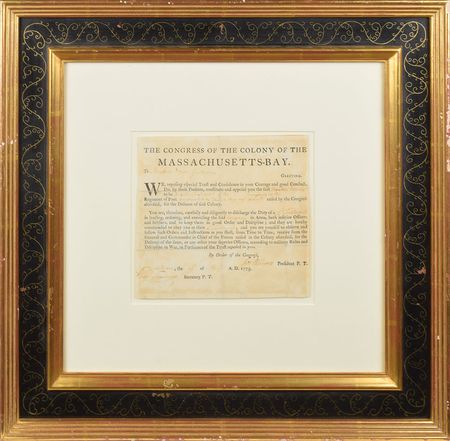 THE CONGRESS OF THE COLONY OF THE
MASSACHUSETTS-BAY.
To
GREETING.
WE, reposing especial Trust and Confidence in your Courage and good Conduct,
Do, by these Presents, constitute and appoint you the said
to be
Regiment of Foot raised by the Congress
aforesaid, for the Defence of said Colony.
You are, therefore, carefully and diligently to discharge the Duty of a
in leading, ordering, and exercising the said in Arms, both inferior Officers
and Soldiers, and to keep them in good Order and Discipline; and they are hereby
commanded to obey you as their and you are yourself to observe and
follow such Orders and Instructions as you shall, from Time to Time, receive from the
General and Commander in Chief of the Forces raised in the Colony aforesaid, for the
Defence of the same, or any other your superior Officers, according to military Rules and
Discipline in War, in Pursuance of the Trust reposed in you.
By Order of the Congress,
President P. T.
the of A. D. 1775.
Secretary P. T.